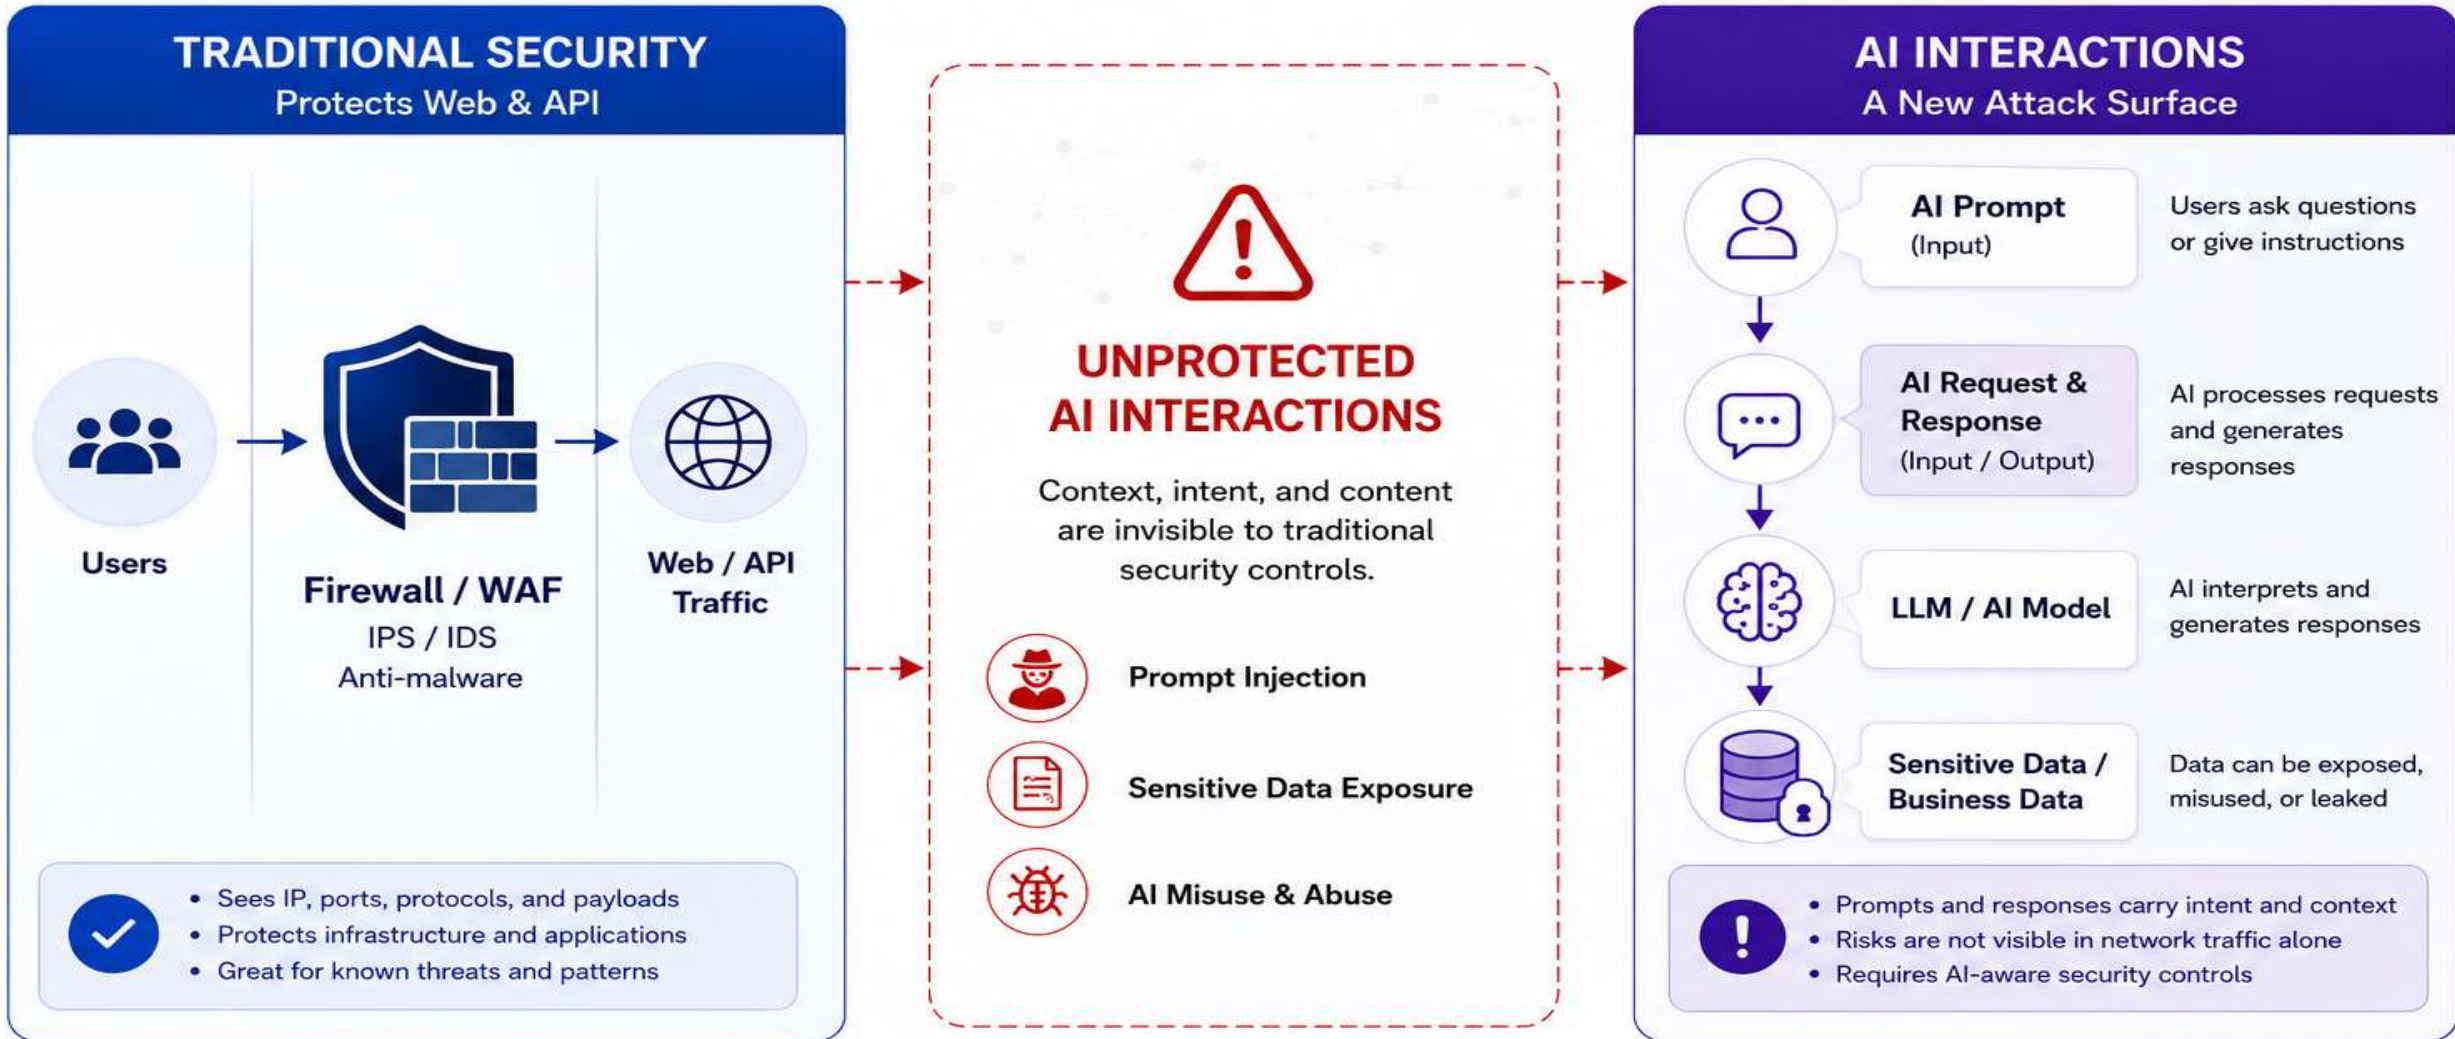 TRADITIONAL SECURITY
Protects Web & API
Users
Firewall / WAF
IPS / IDS
Anti-malware
Web / API
Traffic
• Sees IP, ports, protocols, and payloads
• Protects infrastructure and applications
• Great for known threats and patterns
UNPROTECTED
AI INTERACTIONS
Context, intent, and content
are invisible to traditional
security controls.
Prompt Injection
Sensitive Data Exposure
AI Misuse & Abuse
AI INTERACTIONS
A New Attack Surface
AI Prompt
(Input)
Users ask questions
or give instructions
AI Request &
Response
(Input / Output)
AI processes requests
and generates
responses
LLM / AI Model
AI interprets and
generates responses
Sensitive Data /
Business Data
Data can be exposed,
misused, or leaked
• Prompts and responses carry intent and context
• Risks are not visible in network traffic alone
• Requires AI-aware security controls